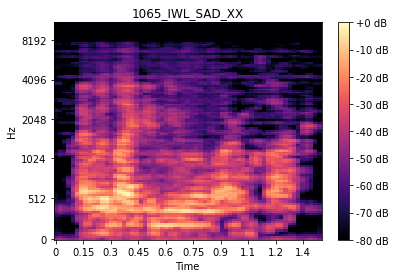 1065_IWL_SAD_XX
8192
4096
2048
1024
512
0
Hz
0 0.15 0.3 0.45 0.6 0.75 0.9 1.1 1.2 1.4
Time
+0 dB
-10 dB
-20 dB
-30 dB
-40 dB
-50 dB
-60 dB
-70 dB
-80 dB